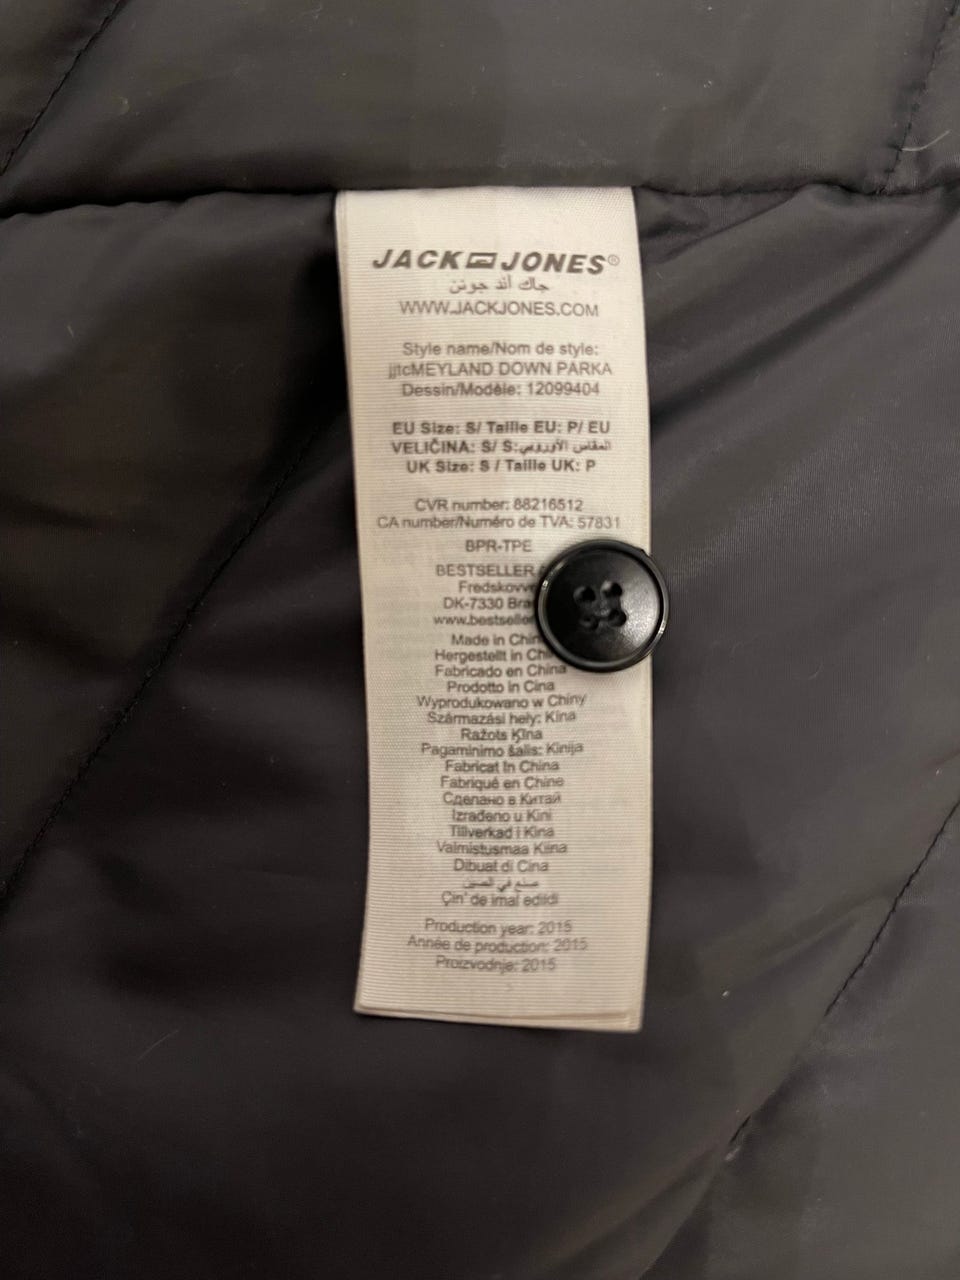 JACK JONES®
جاك أند جونز
WWW.JACKJONES.COM
Style name/Nom de style:
jjtcMEYLAND DOWN PARKA
Dessin/Modèle: 12099404
EU Size: S/ Taille EU: P/ EU
VELIČINA: S/ S:المقاس الأوروبي
UK Size: S / Taille UK: P
CVR number: 88216512
CA number/Numéro de TVA: 57831
BPR-TPE
BESTSELLER
DK-7330
Made in
Hergestellt in
Fabricado en China
Prodotto in Cina
Wyprodukowano w Chiny
Származási hely: Kína
Ražots Ķīna
Pagaminimo šalis: Kinija
Fabricat în China
Fabriqué en Chine
Сделано в Китай
Izrađeno u Kini
Tillverkad i Kina
Valmistusmaa Kiina
Dibuat di Cina
صنع في الصين
Çin' de imal edildi
Production year: 2015
Année de production: 2015
Proizvodnje: 2015